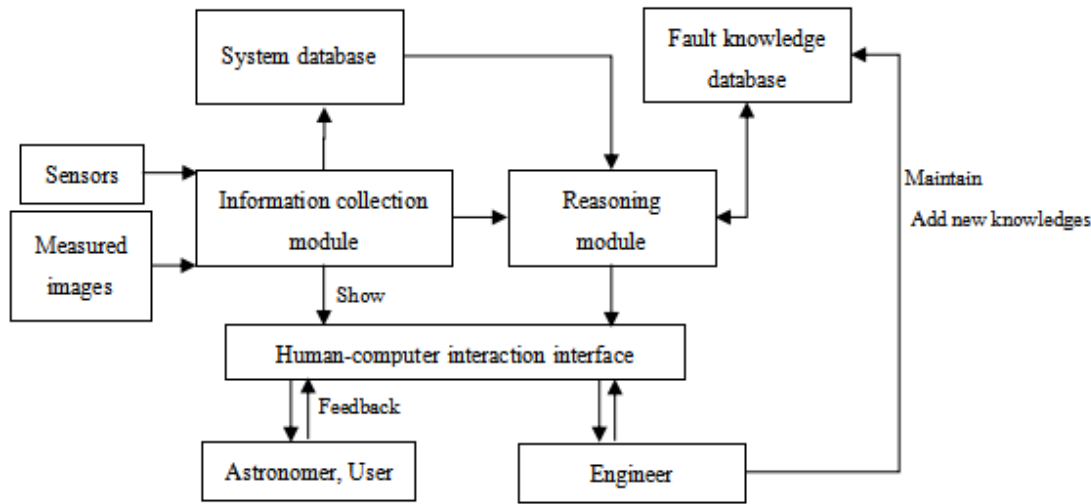 System database
Fault knowledge
database
Sensors
Information collection
module
Reasoning
module
Maintain
Add new knowledges
Measured
images
Show
Human-computer interaction interface
Feedback
Astronomer, User
Engineer